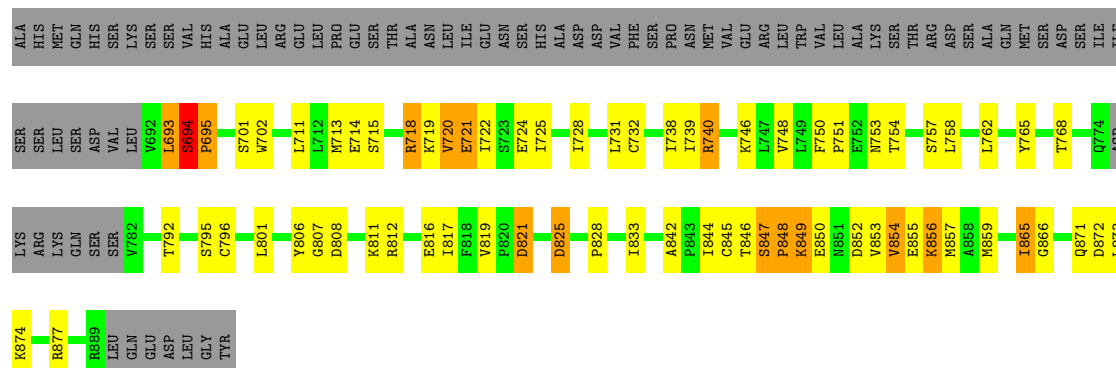 ALA HIS MET GLN HIS SER LYS SER SER VAL HIS ALA GLU LEU ARG GLU LEU PRO GLU SER THR ALA ASN LEU ILE GLU ASN SER HIS ALA ASP ASP VAL PHE SER PRO ASN MET VAL GLU ARG LEU TRP VAL LEU ALA LYS SER THR ARG ASP SER ALA GLN MET SER ASP SER ILE
SER SER LEU SER ASP VAL LEU V692 L693 S694 P695 S701 W702 L711 L712 M713 E714 S715 R718 K719 V720 E721 I722 S723 E724 I725 I728 L731 C732 I738 I739 R740 K746 L747 V748 L749 F750 P751 E752 N753 T754 S757 L758 L762 Y765 T768 Q774
LYS ARG LYS GLN SER SER V782 T792 S795 C796 L801 Y806 G807 D808 K811 R812 E816 I817 F818 V819 P820 D821 D825 P828 I833 A842 P843 I844 C845 T846 S847 P848 K849 E850 N851 D852 V853 V854 E855 K856 M857 A858 M859 I865 G866 Q871 D872
K874 R877 R889 LEU GLN GLU ASP LEU GLY TYR